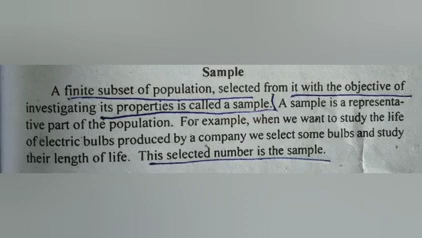 Sample
A finite subset of population, selected from it with the objective of
investigating its properties is called a sample. A sample is a representa-
tive part of the population. For example, when we want to study the life
of electric bulbs produced by a company we select some bulbs and study
their length of life. This selected number is the sample.